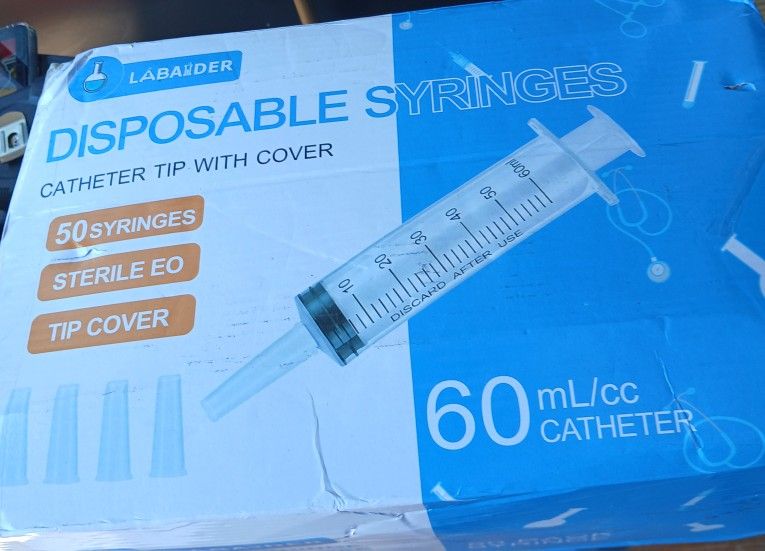 LABAIDER
DISPOSABLE SYRINGES
CATHETER TIP WITH COVER
50 SYRINGES
STERILE EO
TIP COVER
10 20 30 40 50 60ml
DISCARD AFTER USE
60 mL/cc
CATHETER
LABAIDER